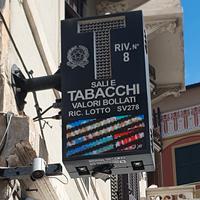 T
RIV. N°
8
SALI E
TABACCHI
VALORI BOLLATI
RIC. LOTTO SV278